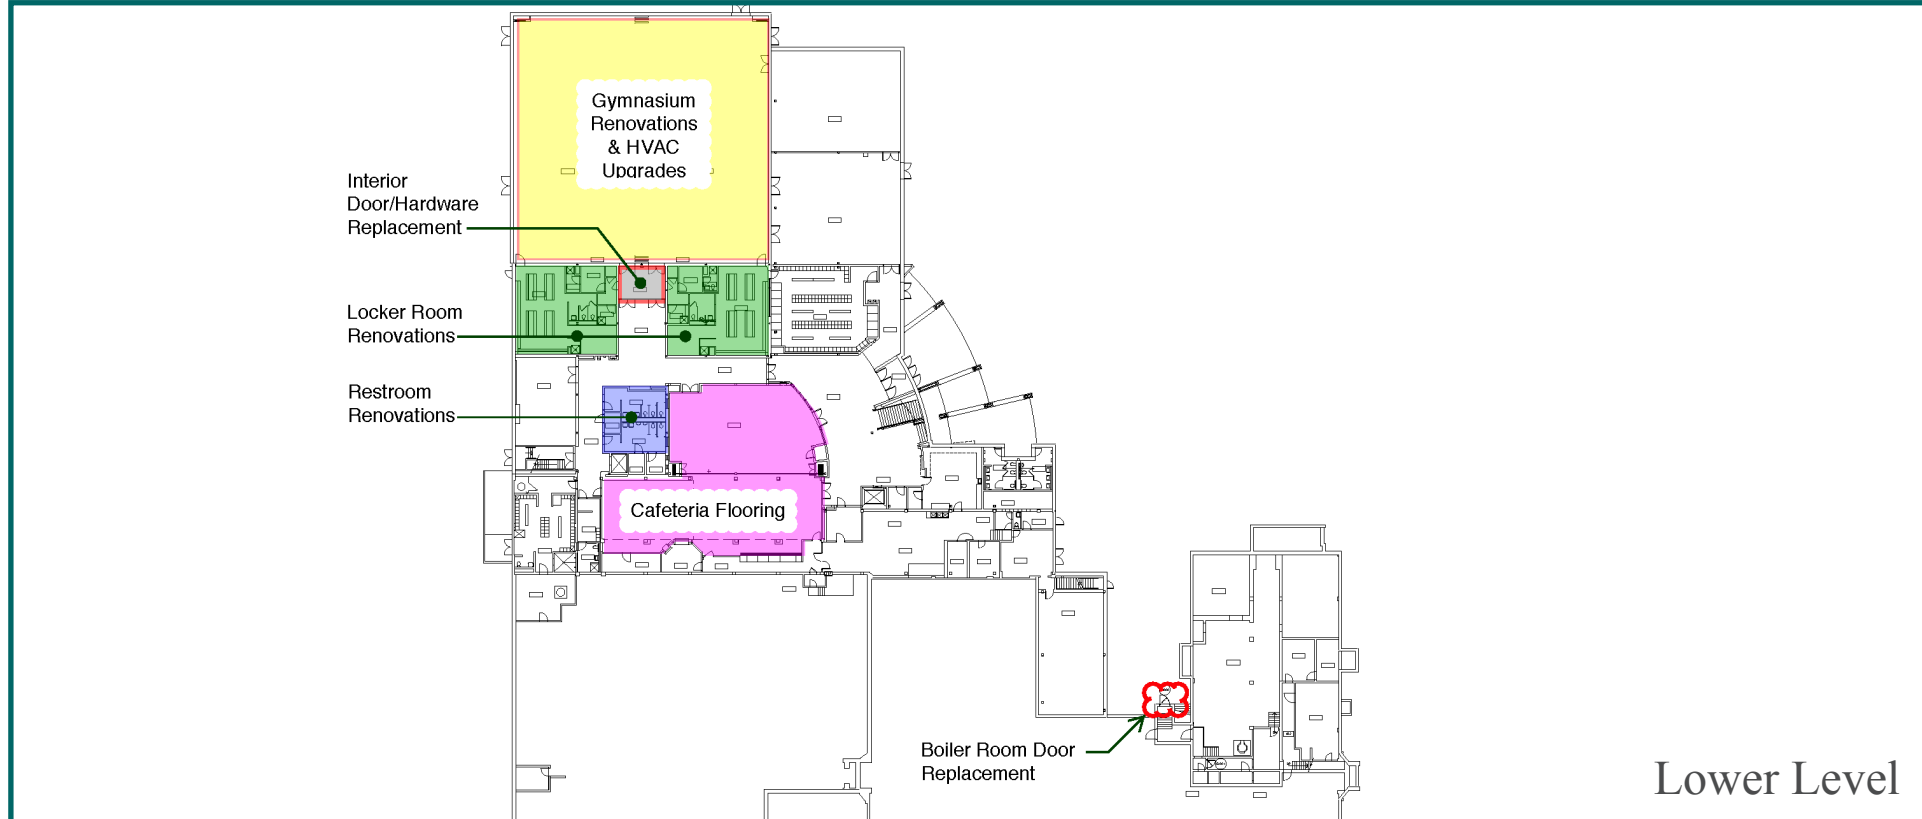 Gymnasium
Renovations
& HVAC
Upgrades
Interior
Door/Hardware
Replacement
Locker Room
Renovations
Restroom
Renovations
Cafeteria Flooring
Boiler Room Door
Replacement
Lower Level